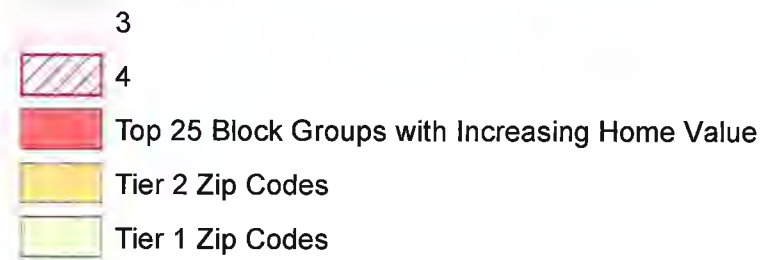 3
4
Top 25 Block Groups with Increasing Home Value
Tier 2 Zip Codes
Tier 1 Zip Codes